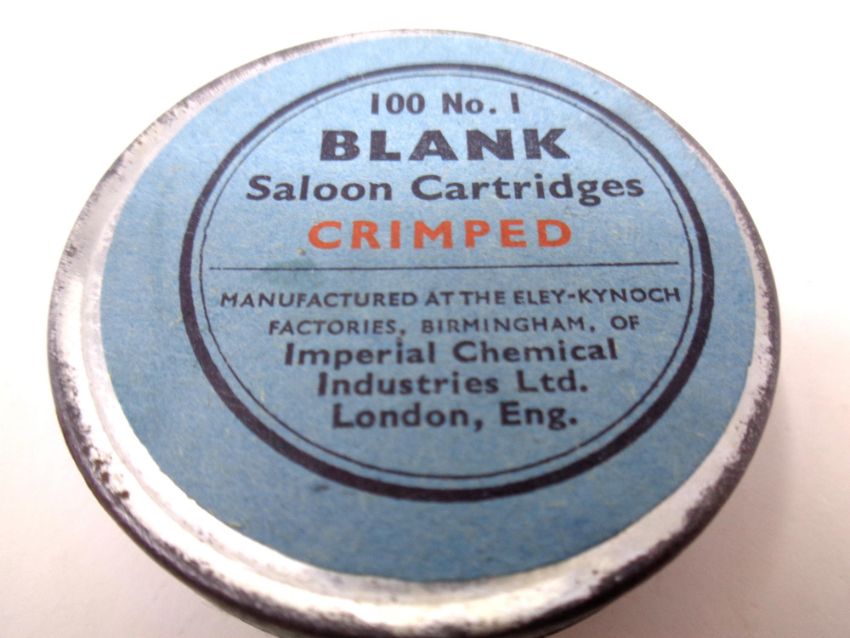 100 No. 1
BLANK
Saloon Cartridges
CRIMPED
MANUFACTURED AT THE ELEY-KYNOCH
FACTORIES, BIRMINGHAM, OF
Imperial Chemical
Industries Ltd.
London, Eng.